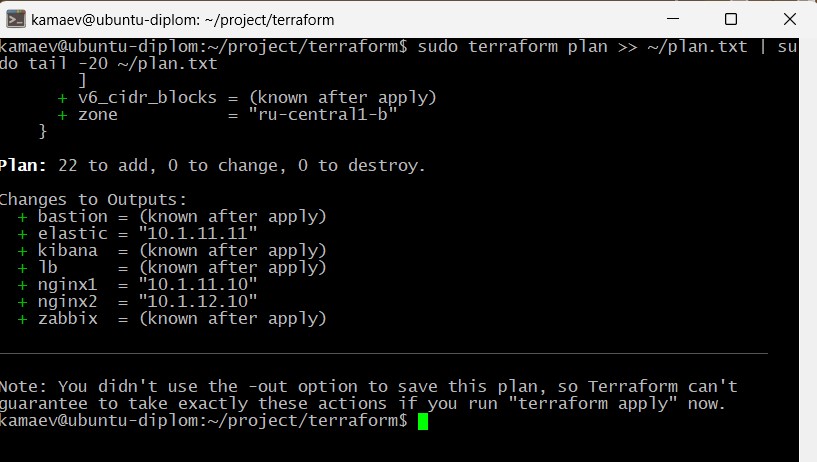 kamaev@ubuntu-diplom: ~/project/terraform
kamaev@ubuntu-diplom:~/project/terraform$ sudo terraform plan >> ~/plan.txt | su
do tail -20 ~/plan.txt
        ]
      + v6_cidr_blocks = (known after apply)
      + zone           = "ru-central1-b"
    }
Plan: 22 to add, 0 to change, 0 to destroy.
Changes to Outputs:
  + bastion = (known after apply)
  + elastic = "10.1.11.11"
  + kibana  = (known after apply)
  + lb      = (known after apply)
  + nginx1  = "10.1.11.10"
  + nginx2  = "10.1.12.10"
  + zabbix  = (known after apply)
Note: You didn't use the -out option to save this plan, so Terraform can't
guarantee to take exactly these actions if you run "terraform apply" now.
kamaev@ubuntu-diplom:~/project/terraform$